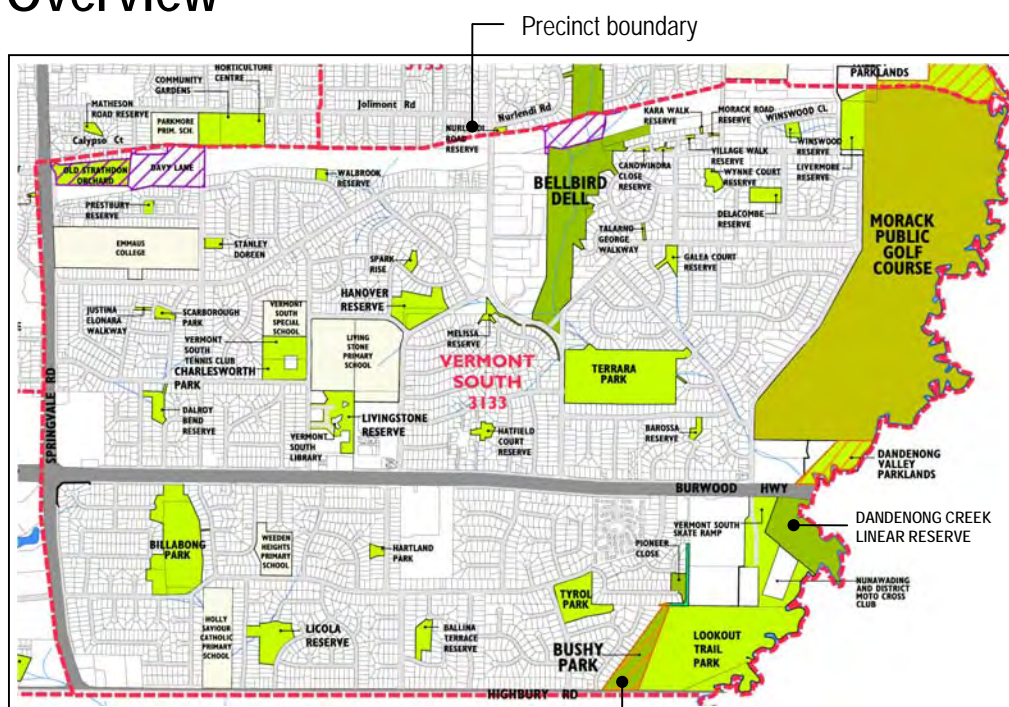 Overview
Precinct boundary
3133
HORTICULTURE
CENTRE
COMMUNITY
GARDENS
MATHESON
ROAD RESERVE
PARKMORE
PRIM. SCH.
Calypso Ct
Jolimont Rd
Nurlendi Rd
NURLENDI
ROAD
RESERVE
KARA WALK
RESERVE
MORACK ROAD
RESERVE
WINSWOOD CL
PARKLANDS
OLD STRATHDON
ORCHARD
DAVY LANE
WALBROOK
RESERVE
BELLBIRD
DELL
CANOWINDRA
CLOSE
RESERVE
VILLAGE WALK
RESERVE
WYNNE COURT
RESERVE
WINSWOOD
RESERVE
LIVERMORE
RESERVE
DELACOMBE
RESERVE
PRESTBURY
RESERVE
EMMAUS
COLLEGE
STANLEY
DOREEN
SPARK
RISE
TALARNO
GEORGE
WALKWAY
GALEA COURT
RESERVE
MORACK
PUBLIC
GOLF
COURSE
HANOVER
RESERVE
JUSTINA
ELONARA
WALKWAY
SCARBOROUGH
PARK
VERMONT
SOUTH
SPECIAL
SCHOOL
VERMONT
SOUTH
TENNIS CLUB
CHARLESWORTH
PARK
LIVING
STONE
PRIMARY
SCHOOL
MELISSA
RESERVE
VERMONT
SOUTH
3133
TERRARA
PARK
SPRINGVALE RD
DALROY
BEND
RESERVE
VERMONT
SOUTH
LIBRARY
LIVINGSTONE
RESERVE
HATFIELD
COURT
RESERVE
BAROSSA
RESERVE
DANDENONG
VALLEY
PARKLANDS
BURWOOD HWY
DANDENONG CREEK
LINEAR RESERVE
BILLABONG
PARK
WEEDEN
HEIGHTS
PRIMARY
SCHOOL
HARTLAND
PARK
VERMONT SOUTH
SKATE RAMP
PIONEER
CLOSE
NUNAWADING
AND DISTRICT
MOTO CROSS
CLUB
TYROL
PARK
HOLLY
SAVIOUR
CATHOLIC
PRIMARY
SCHOOL
LICOLA
RESERVE
BALLINA
TERRACE
RESERVE
BUSHY
PARK
LOOKOUT
TRAIL
PARK
HIGHBURY RD